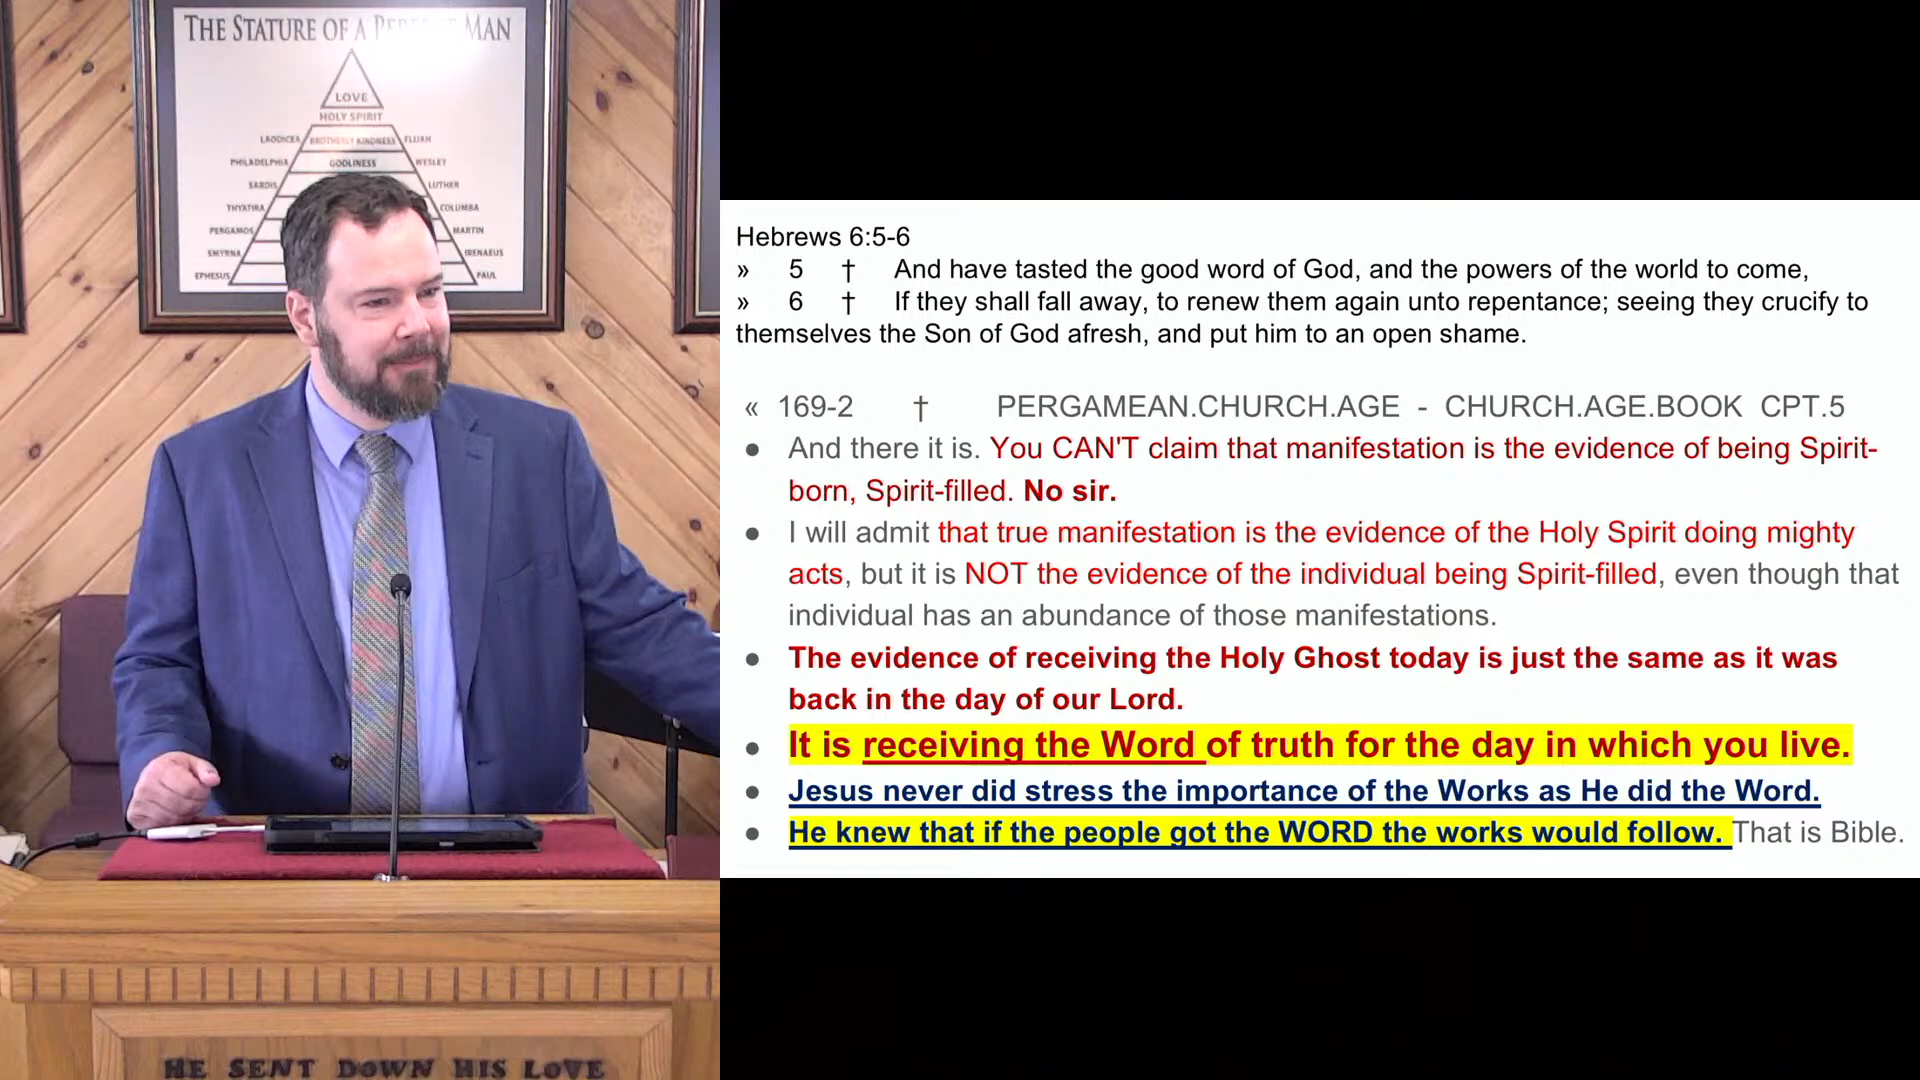 THE STATURE OF A PERFECT MAN
LOVE
HOLY SPIRIT
LAODICEA BROTHERLY KINDNESS ELIJAH
PHILADELPHIA GODLINESS WESLEY
SARDIS LUTHER
THYATIRA COLUMBA
PERGAMOS MARTIN
SMYRNA IRENAEUS
EPHESUS PAUL
HE SENT DOWN HIS LOVE
Hebrews 6:5-6
» 5 † And have tasted the good word of God, and the powers of the world to come,
» 6 † If they shall fall away, to renew them again unto repentance; seeing they crucify to
themselves the Son of God afresh, and put him to an open shame.
« 169-2 † PERGAMEAN.CHURCH.AGE - CHURCH.AGE.BOOK CPT.5
● And there it is. You CAN'T claim that manifestation is the evidence of being Spirit-
born, Spirit-filled. No sir.
● I will admit that true manifestation is the evidence of the Holy Spirit doing mighty
acts, but it is NOT the evidence of the individual being Spirit-filled, even though that
individual has an abundance of those manifestations.
● The evidence of receiving the Holy Ghost today is just the same as it was
back in the day of our Lord.
● It is receiving the Word of truth for the day in which you live.
● Jesus never did stress the importance of the Works as He did the Word.
● He knew that if the people got the WORD the works would follow. That is Bible.